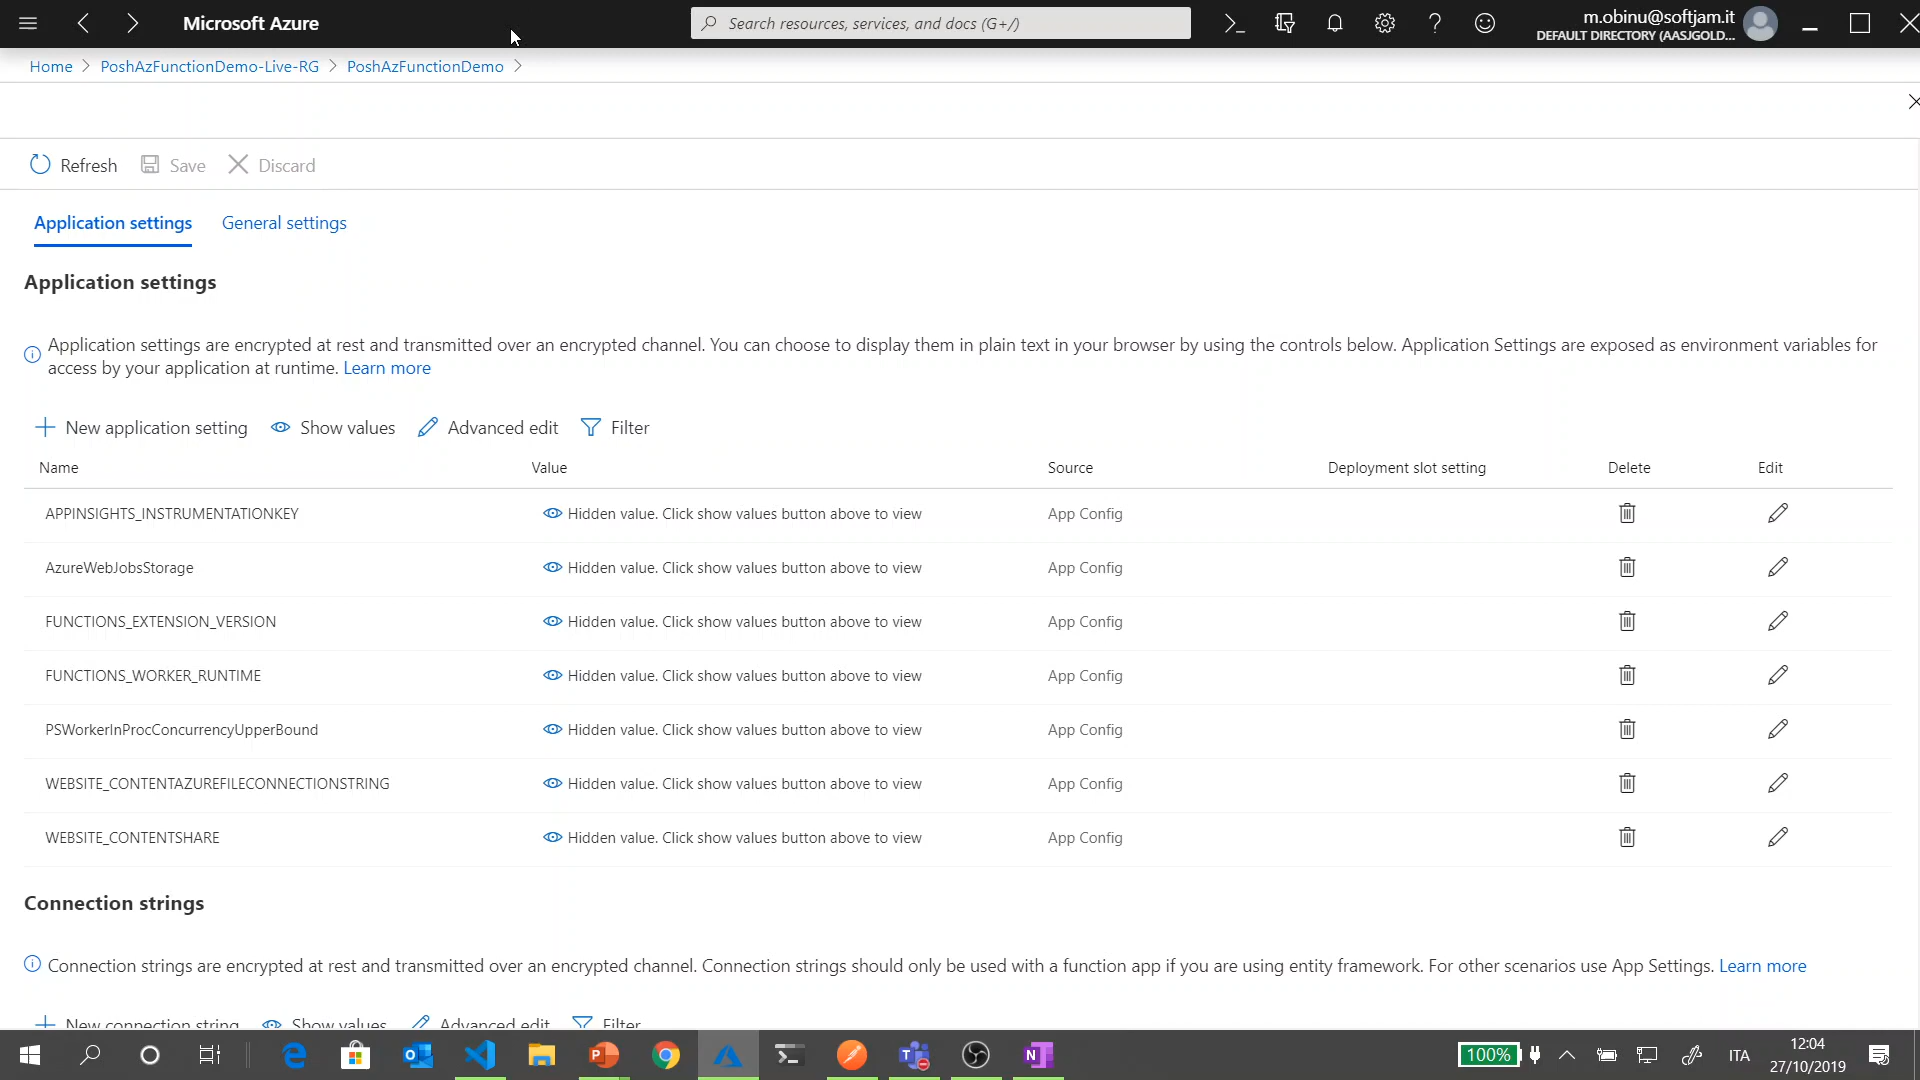 Microsoft Azure
Search resources, services, and docs (G+/)
m.obinu@softjam.it
DEFAULT DIRECTORY (AASJGOLD...
Home > PoshAzFunctionDemo-Live-RG > PoshAzFunctionDemo >
Refresh Save Discard
Application settings General settings
Application settings
Application settings are encrypted at rest and transmitted over an encrypted channel. You can choose to display them in plain text in your browser by using the controls below. Application Settings are exposed as environment variables for
access by your application at runtime. Learn more
New application setting Show values Advanced edit Filter
Name Value Source Deployment slot setting Delete Edit
APPINSIGHTS_INSTRUMENTATIONKEY Hidden value. Click show values button above to view App Config
AzureWebJobsStorage Hidden value. Click show values button above to view App Config
FUNCTIONS_EXTENSION_VERSION Hidden value. Click show values button above to view App Config
FUNCTIONS_WORKER_RUNTIME Hidden value. Click show values button above to view App Config
PSWorkerInProcConcurrencyUpperBound Hidden value. Click show values button above to view App Config
WEBSITE_CONTENTAZUREFILECONNECTIONSTRING Hidden value. Click show values button above to view App Config
WEBSITE_CONTENTSHARE Hidden value. Click show values button above to view App Config
Connection strings
Connection strings are encrypted at rest and transmitted over an encrypted channel. Connection strings should only be used with a function app if you are using entity framework. For other scenarios use App Settings. Learn more
New connection string Show values Advanced edit Filter
100% ITA 12:04
27/10/2019